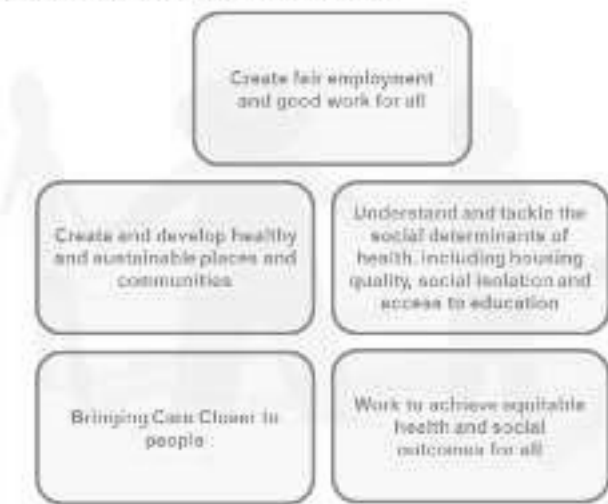 Create fair employment
and good work for all
Create and develop healthy
and sustainable places and
communities
Understand and tackle the
social determinants of
health, including housing
quality, social isolation and
access to education
Bringing Care Closer to
people
Work to achieve equitable
health and social
outcomes for all